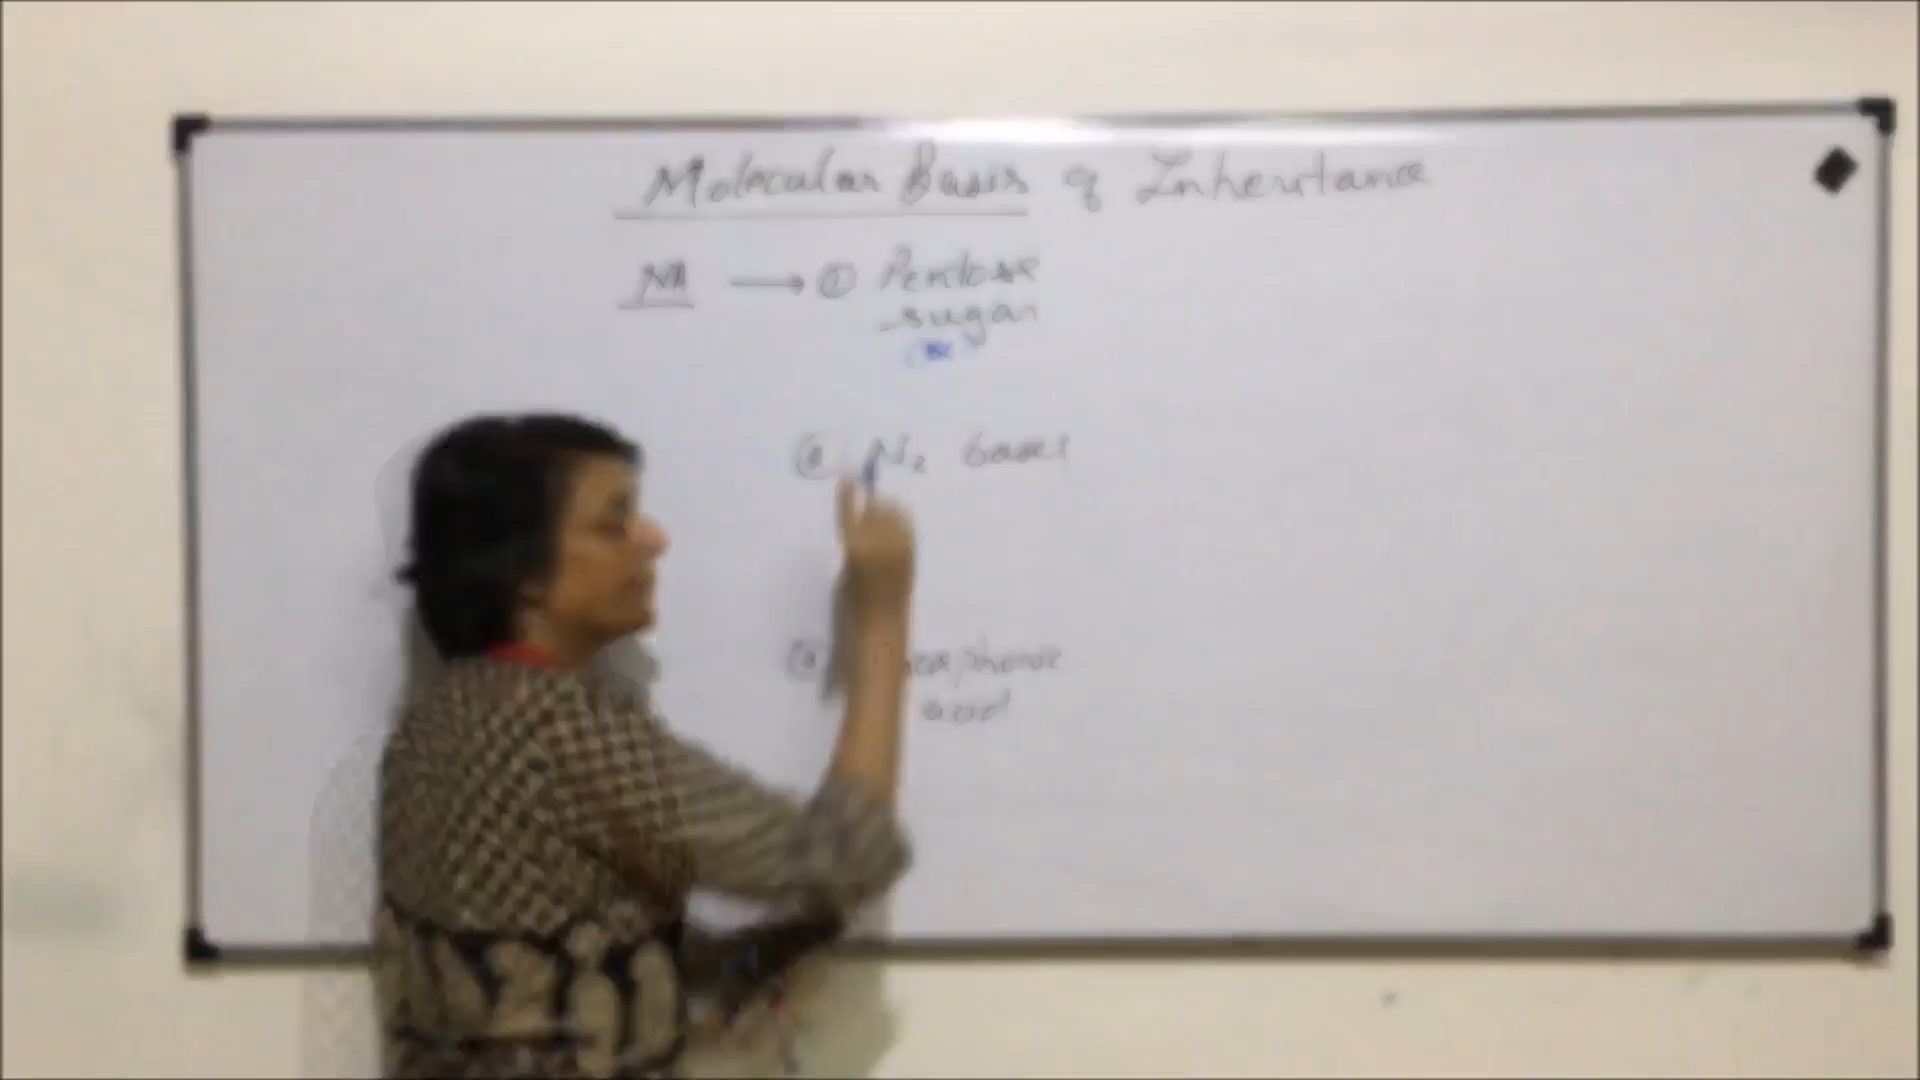 Molecular Basis of Inheritance
NA → ① Pentose
sugar
② N2 bases
acid